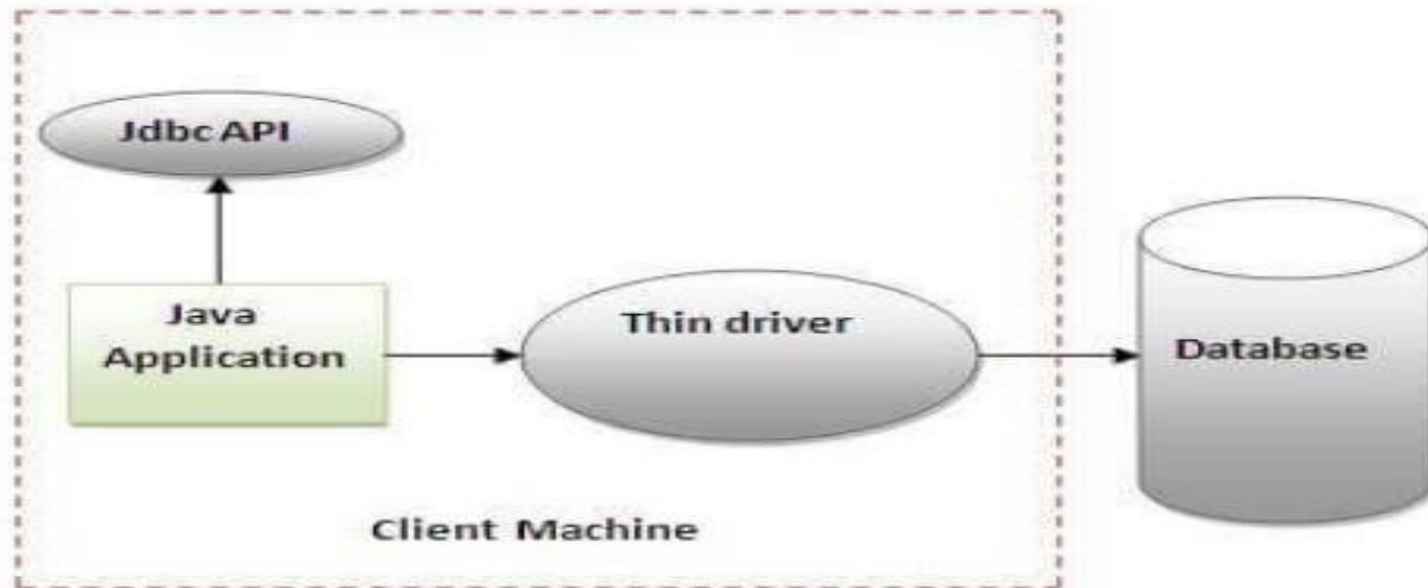 Jdbc API
Java
Application
Thin driver
Database
Client Machine